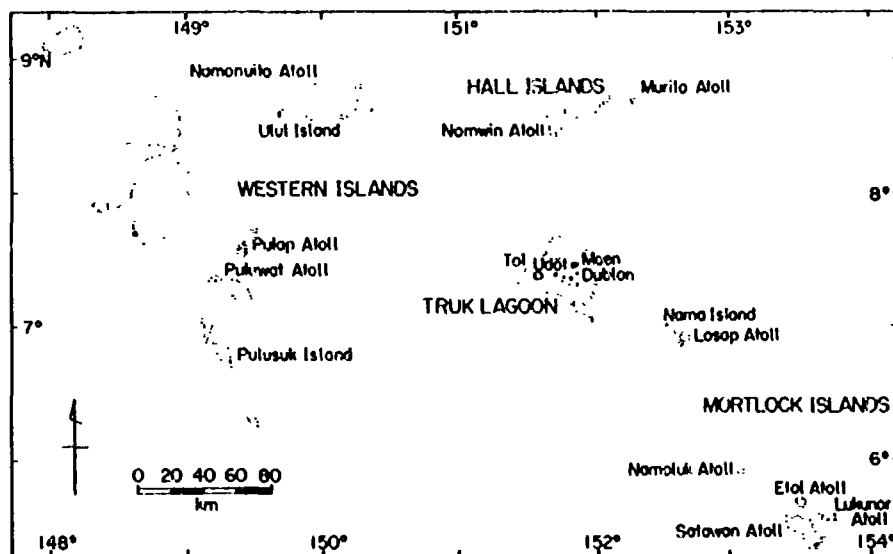 149° 151° 153°
9°N
Namonuito Atoll
HALL ISLANDS
Murilo Atoll
Ulul Island
Nomwin Atoll
WESTERN ISLANDS
8°
Pulap Atoll
Tol
Udot
Moen
Puluwat Atoll
Dublon
7°
TRUK LAGOON
Nama Island
Losap Atoll
Pulusuk Island
MORTLOCK ISLANDS
0 20 40 60 80
km
Namoluk Atoll
6°
Etal Atoll
Lukunor
Atoll
Satawan Atoll
148° 150° 152° 154°